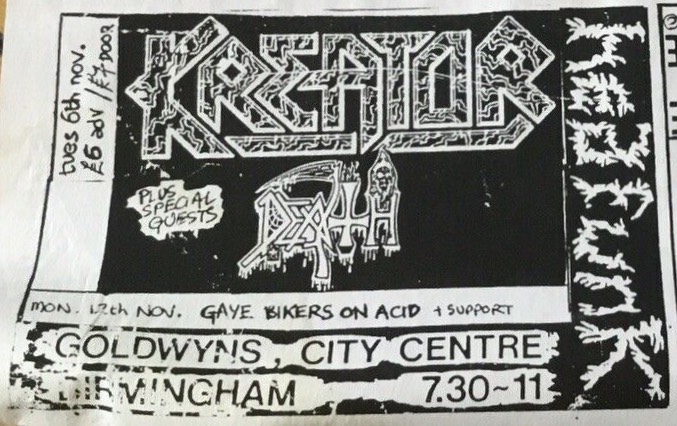 tues 6th nov.
£6 adv / £7 DOOR
KREATOR
PLUS
SPECIAL
GUESTS
DEATH
MON. 12th NOV. GAYE BIKERS ON ACID + SUPPORT
GOLDWYNS, CITY CENTRE
BIRMINGHAM 7.30~11